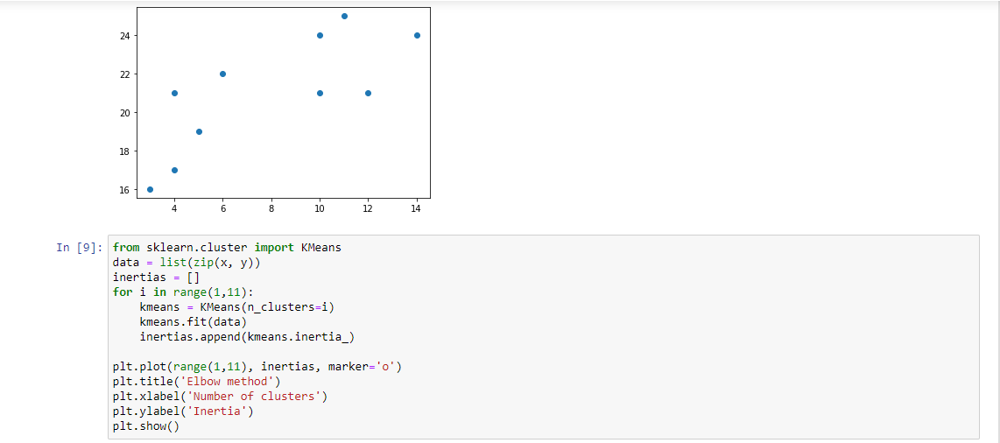 24
22
20
18
16
4 6 8 10 12 14
In [9]: from sklearn.cluster import KMeans
data = list(zip(x, y))
inertias = []
for i in range(1,11):
    kmeans = KMeans(n_clusters=i)
    kmeans.fit(data)
    inertias.append(kmeans.inertia_)

plt.plot(range(1,11), inertias, marker='o')
plt.title('Elbow method')
plt.xlabel('Number of clusters')
plt.ylabel('Inertia')
plt.show()